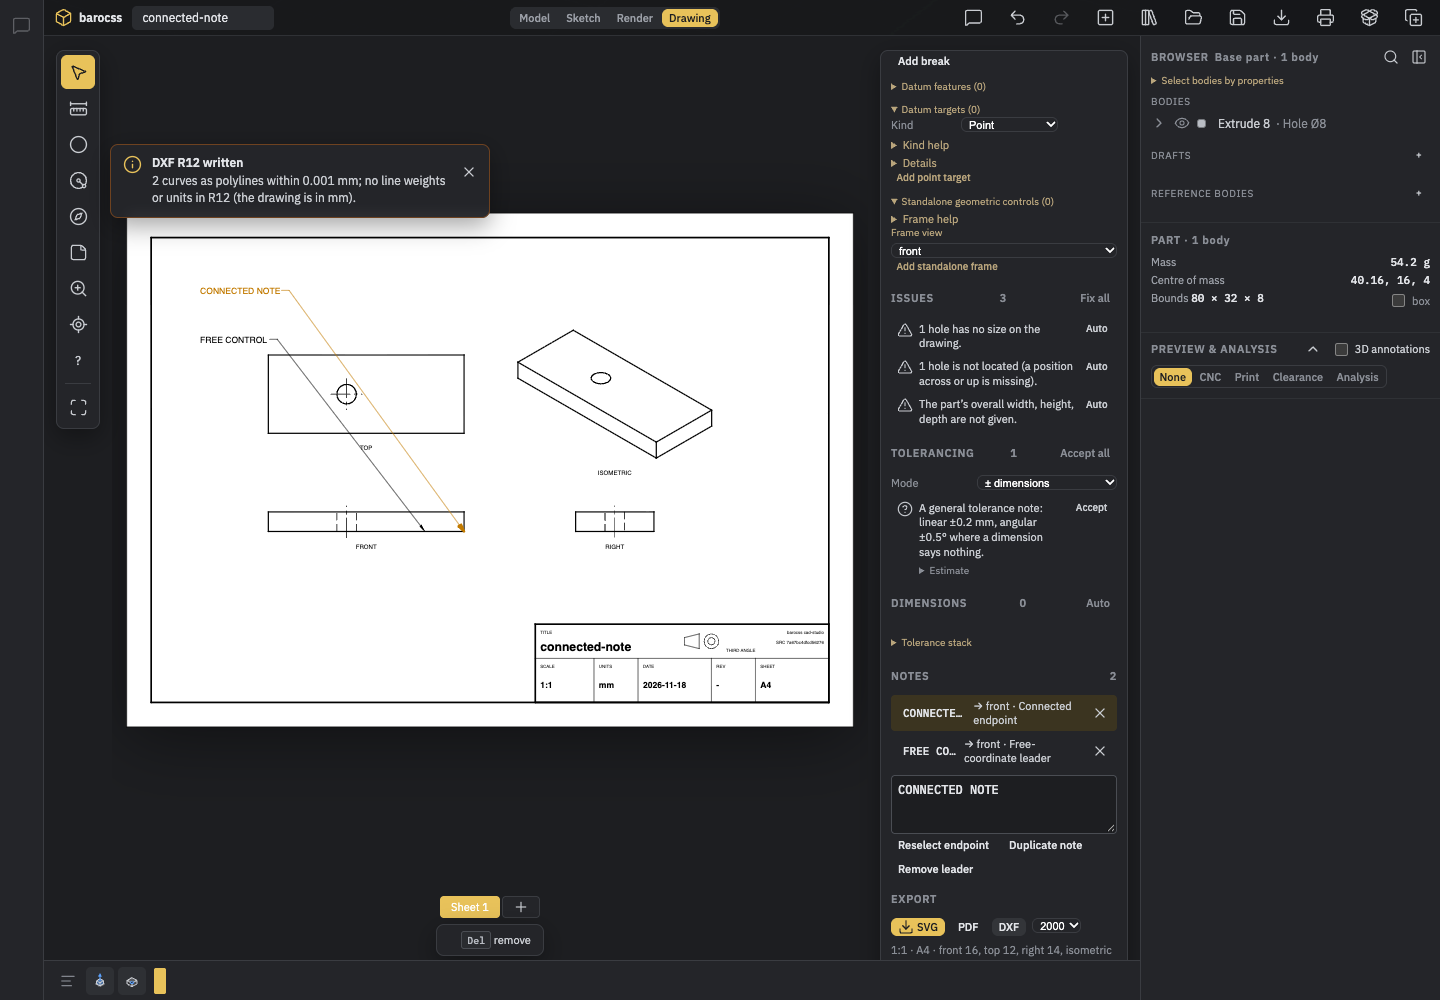 barocss
connected-note
Model
Sketch
Render
Drawing
DXF R12 written
2 curves as polylines within 0.001 mm; no line weights
or units in R12 (the drawing is in mm).
?
CONNECTED NOTE
FREE CONTROL
TOP
ISOMETRIC
FRONT
RIGHT
TITLE
connected-note
THIRD ANGLE
barocss cad-studio
SCALE
1:1
UNITS
mm
DATE
2026-11-18
REV
-
SHEET
A4
Sheet 1
Del remove
Add break
Datum features (0)
Datum targets (0)
Kind
Point
Kind help
Details
Add point target
Standalone geometric controls (0)
Frame help
Frame view
front
Add standalone frame
ISSUES
3
Fix all
1 hole has no size on the
drawing.
Auto
1 hole is not located (a position
across or up is missing).
Auto
The part's overall width, height,
depth are not given.
Auto
TOLERANCING
1
Accept all
Mode
± dimensions
A general tolerance note:
linear ±0.2 mm, angular
±0.5° where a dimension
says nothing.
Accept
Estimate
DIMENSIONS
0
Auto
Tolerance stack
NOTES
2
CONNECTE…
→ front · Connected
endpoint
FREE CO…
→ front · Free-
coordinate leader
CONNECTED NOTE
Reselect endpoint
Duplicate note
Remove leader
EXPORT
SVG
PDF
DXF
2000
1:1 · A4 · front 16, top 12, right 14, isometric
BROWSER Base part · 1 body
Select bodies by properties
BODIES
Extrude 8 · Hole Ø8
DRAFTS
+
REFERENCE BODIES
+
PART · 1 body
Mass
54.2 g
Centre of mass
40.16, 16, 4
Bounds 80 × 32 × 8
box
PREVIEW & ANALYSIS
3D annotations
None
CNC
Print
Clearance
Analysis